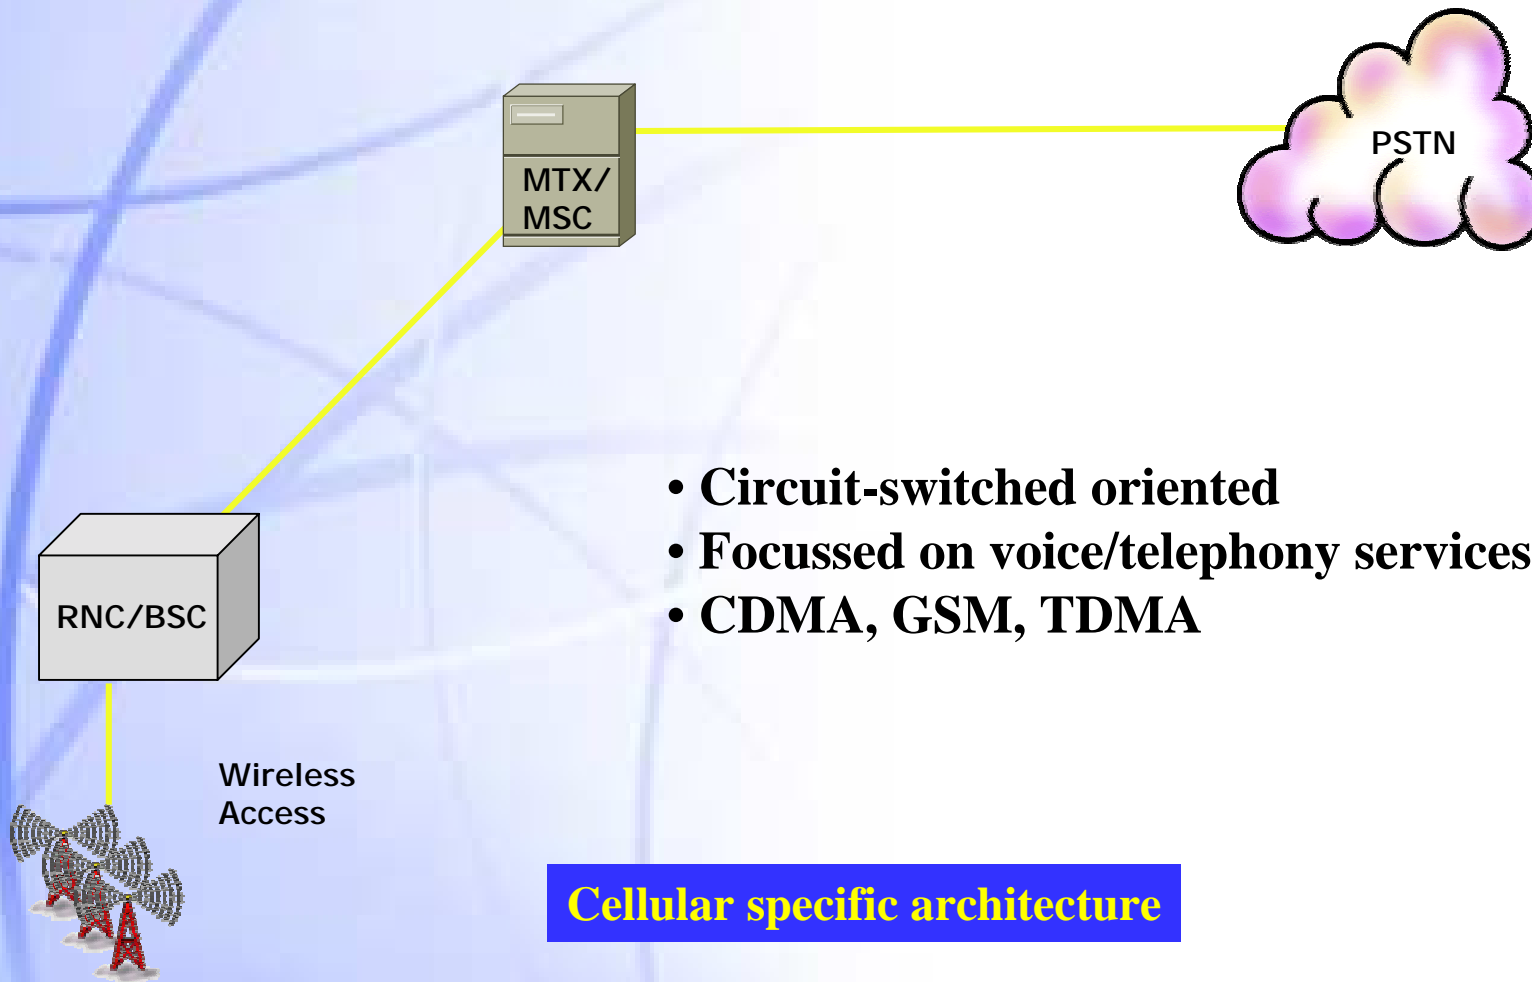 MTX/
MSC
PSTN
• Circuit-switched oriented
• Focussed on voice/telephony services
• CDMA, GSM, TDMA
RNC/BSC
Wireless
Access
Cellular specific architecture